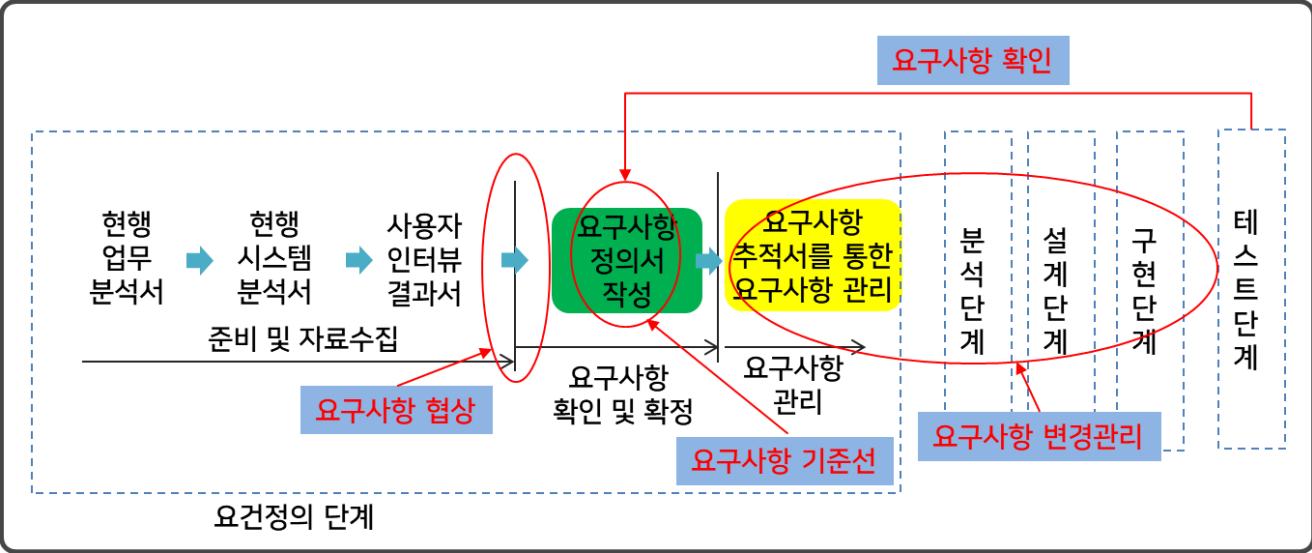 요구사항 확인
현행
업무
분석서
현행
시스템
분석서
사용자
인터뷰
결과서
요구사항
정의서
작성
요구사항
추적서를 통한
요구사항 관리
분석단계
설계단계
구현단계
테스트단계
준비 및 자료수집
요구사항
확인 및 확정
요구사항
관리
요구사항 협상
요구사항 기준선
요구사항 변경관리
요건정의 단계